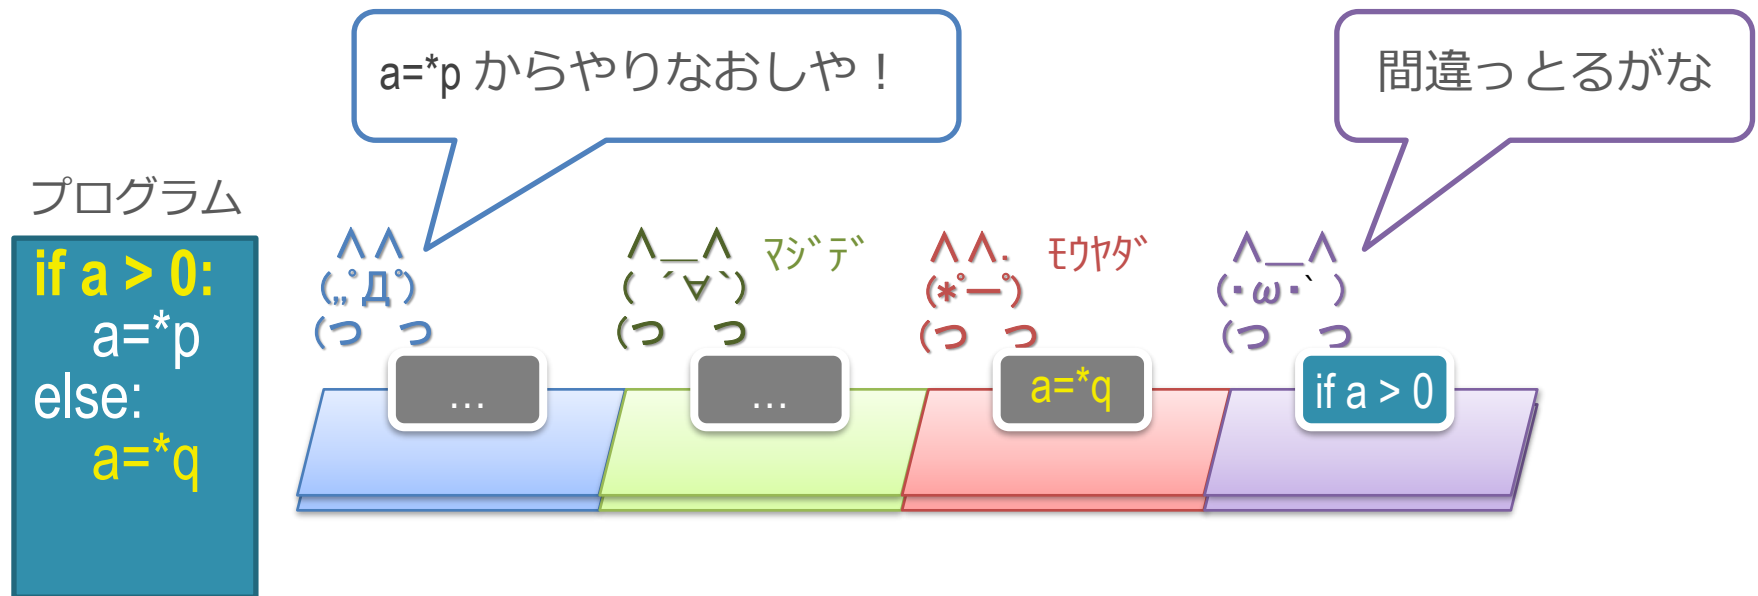 a=*p からやりなおしや！
間違っとるがな
プログラム
if a > 0:
a=*p
else:
a=*q
∧∧
(,,ﾟДﾟ)
(つ つ
∧＿∧
( ´∀`)
(つ つ
ﾏｼﾞﾃﾞ
∧∧.
(*ﾟーﾟ)
(つ つ
ﾓｳﾔﾀﾞ
∧＿∧
(･ω･` )
(つ つ
…
…
a=*q
if a > 0